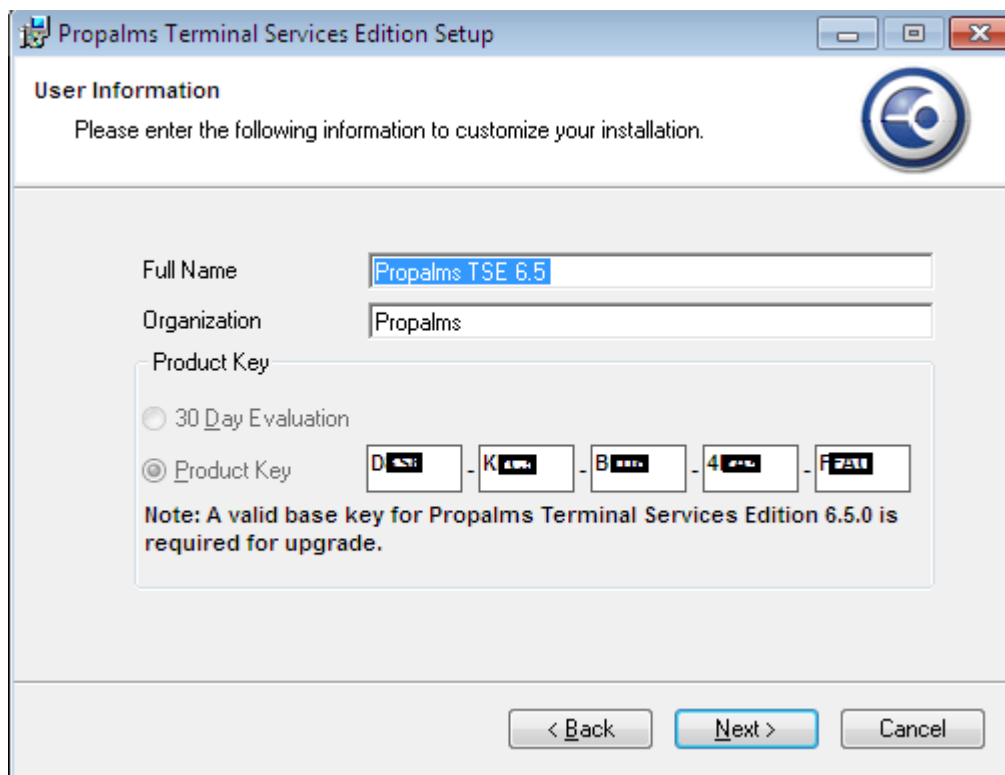 Propalms Terminal Services Edition Setup
User Information
Please enter the following information to customize your installation.
Full Name
Propalms TSE 6.5
Organization
Propalms
Product Key
30 Day Evaluation
Product Key
Note: A valid base key for Propalms Terminal Services Edition 6.5.0 is
required for upgrade.
< Back
Next >
Cancel